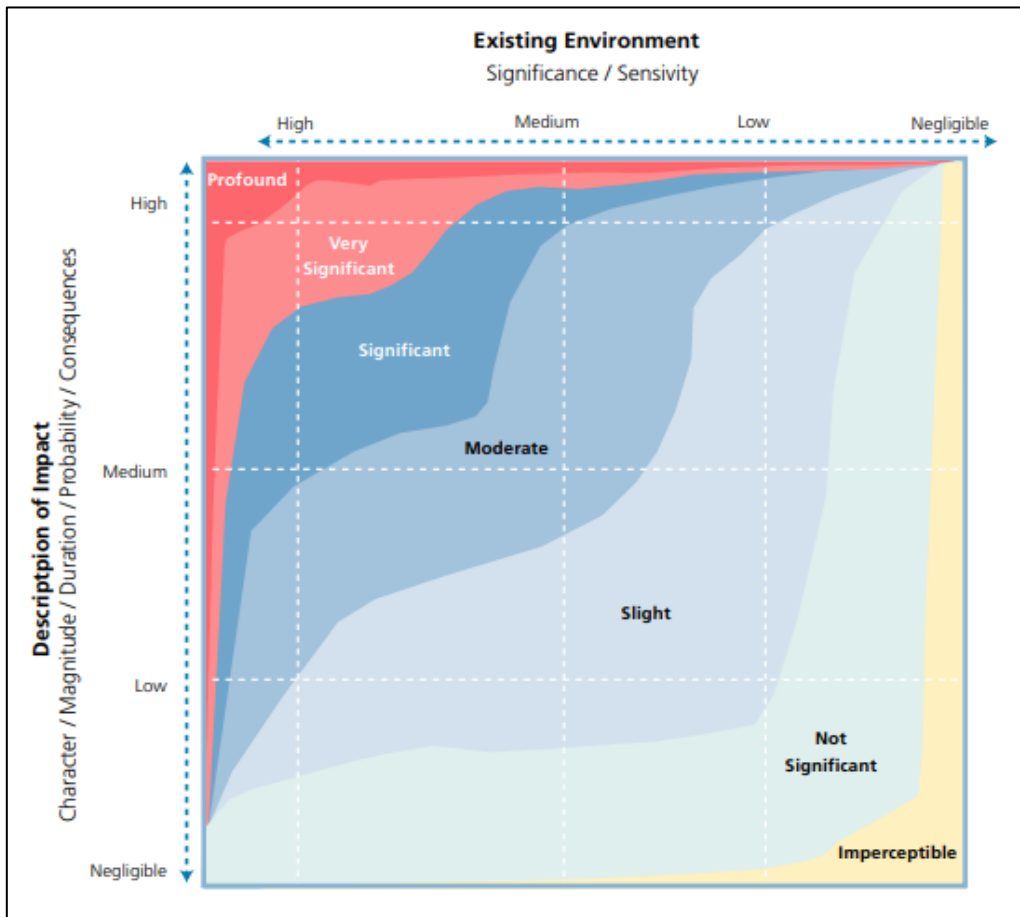 Existing Environment
Significance / Sensivity
High
Medium
Low
Negligible
Descriptpion of Impact
Character / Magnitude / Duration / Probability / Consequences
High
Medium
Low
Negligible
Profound
Very
Significant
Significant
Moderate
Slight
Not
Significant
Imperceptible